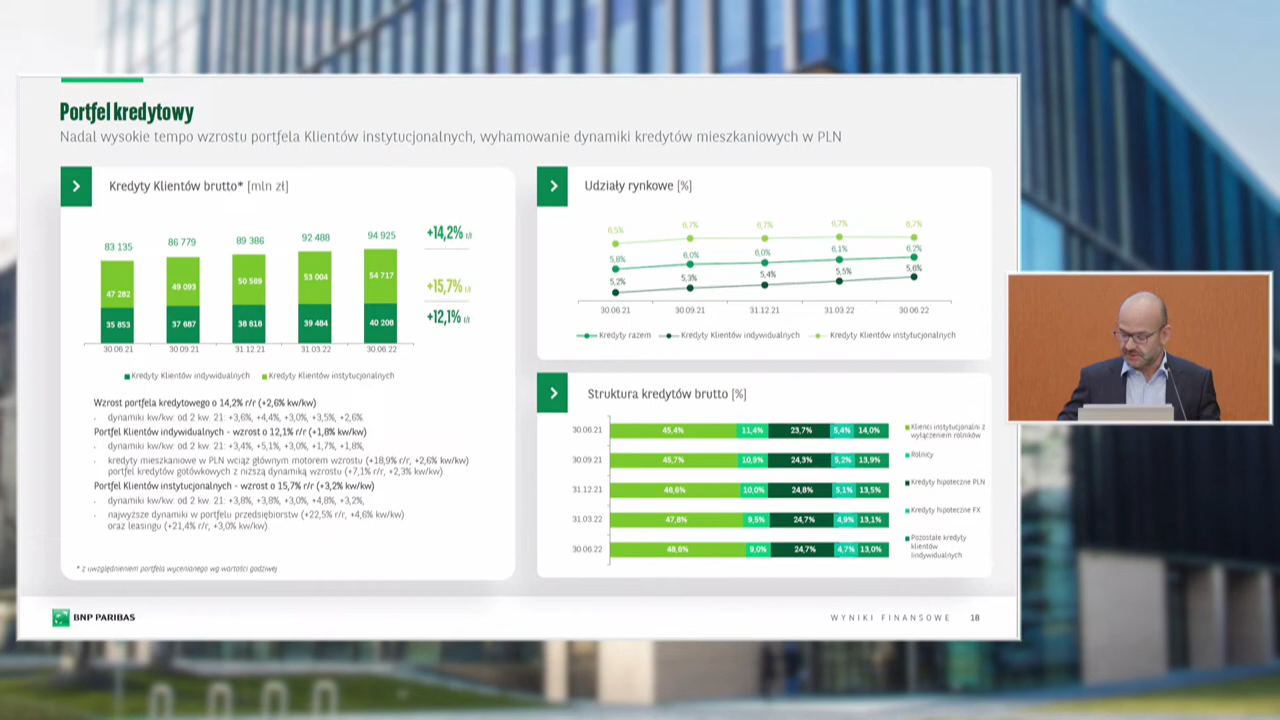 Portfel kredytowy
Nadal wysokie tempo wzrostu portfela Klientów instytucjonalnych, wyhamowanie dynamiki kredytów mieszkaniowych w PLN
Kredyty Klientów brutto* [mln zł]
83 135 86 779 89 386 92 488 94 925
47 282 49 093 50 569 53 004 54 717
35 853 37 687 38 818 39 484 40 208
30.06.21 30.09.21 31.12.21 31.03.22 30.06.22
+14,2% r/r
+15,7% r/r
+12,1% r/r
Kredyty Klientów indywidualnych Kredyty Klientów instytucjonalnych
Wzrost portfela kredytowego o 14,2% r/r (+2,6% kw/kw)
dynamiki kw/kw: od 2 kw. 21: +3,6%, +4,4%, +3,0%, +3,5%, +2,6%
Portfel Klientów indywidualnych - wzrost o 12,1% r/r (+1,8% kw/kw)
dynamiki kw/kw: od 2 kw. 21: +3,4%, +5,1%, +3,0%, +1,7%, +1,8%,
kredyty mieszkaniowe w PLN wciąż głównym motorem wzrostu (+18,9% r/r, +2,6% kw/kw)
portfel kredytów gotówkowych z niższą dynamiką wzrostu (+7,1% r/r, +2,3% kw/kw).
Portfel Klientów instytucjonalnych - wzrost o 15,7% r/r (+3,2% kw/kw)
dynamiki kw/kw: od 2 kw. 21: +3,8%, +3,8%, +3,0%, +4,8%, +3,2%,
najwyższe dynamiki w portfelu przedsiębiorstw (+22,5% r/r, +4,6% kw/kw)
oraz leasingu (+21,4% r/r, +3,0% kw/kw).
* z uwzględnieniem portfela wycenianego wg wartości godziwej
Udziały rynkowe [%]
6,5% 6,7% 6,7% 6,7% 6,7%
5,8% 6,0% 6,0% 6,1% 6,2%
5,2% 5,3% 5,4% 5,5% 5,6%
30.06.21 30.09.21 31.12.21 31.03.22 30.06.22
Kredyty razem Kredyty Klientów indywidualnych Kredyty Klientów instytucjonalnych
Struktura kredytów brutto [%]
30.06.21 45,4% 11,4% 23,7% 5,4% 14,0%
30.09.21 45,7% 10,9% 24,3% 5,2% 13,9%
31.12.21 46,6% 10,0% 24,8% 5,1% 13,5%
31.03.22 47,8% 9,5% 24,7% 4,9% 13,1%
30.06.22 48,6% 9,0% 24,7% 4,7% 13,0%
Klienci instytucjonalni z
wyłączeniem rolników
Rolnicy
Kredyty hipoteczne PLN
Kredyty hipoteczne FX
Pozostałe kredyty
klientów
indywidualnych
BNP PARIBAS
WYNIKI FINANSOWE 18